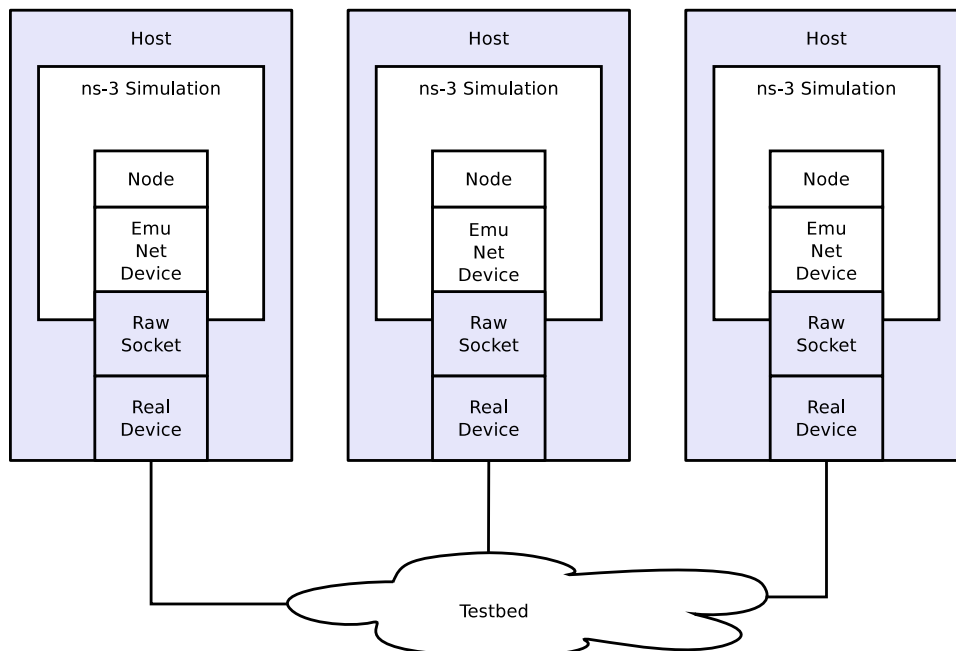 Host
ns-3 Simulation
Node
Emu
Net
Device
Raw
Socket
Real
Device
Host
ns-3 Simulation
Node
Emu
Net
Device
Raw
Socket
Real
Device
Host
ns-3 Simulation
Node
Emu
Net
Device
Raw
Socket
Real
Device
Testbed